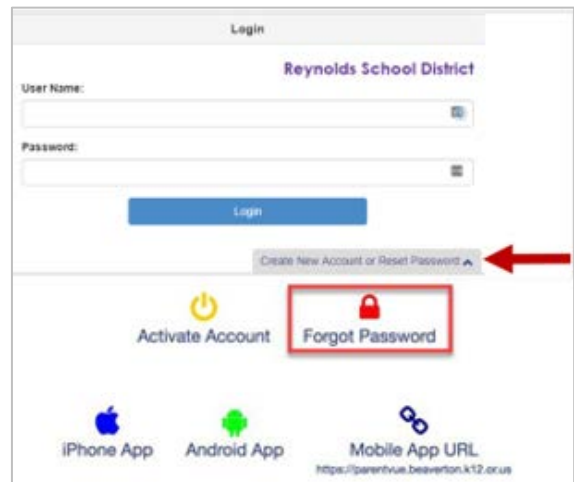 Login
Reynolds School District
User Name:
Password:
Login
Create New Account or Reset Password
Activate Account
Forgot Password
iPhone App
Android App
Mobile App URL
https://parentvue.beaverton.k12.or.us